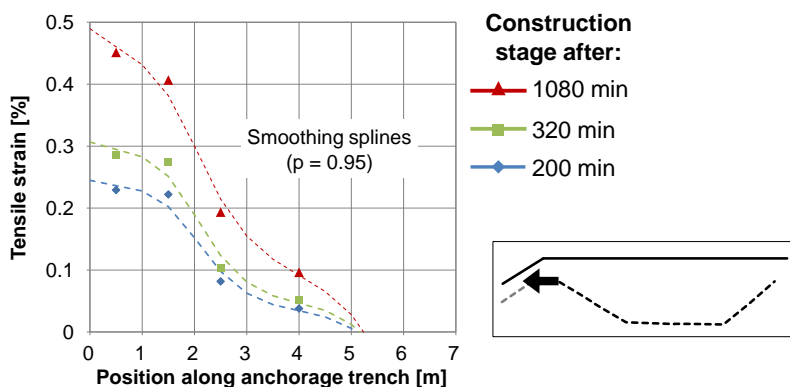 Construction
stage after:
1080 min
320 min
200 min
Smoothing splines
(p = 0.95)
Tensile strain [%]
0.5
0.4
0.3
0.2
0.1
0
0 1 2 3 4 5 6 7
Position along anchorage trench [m]